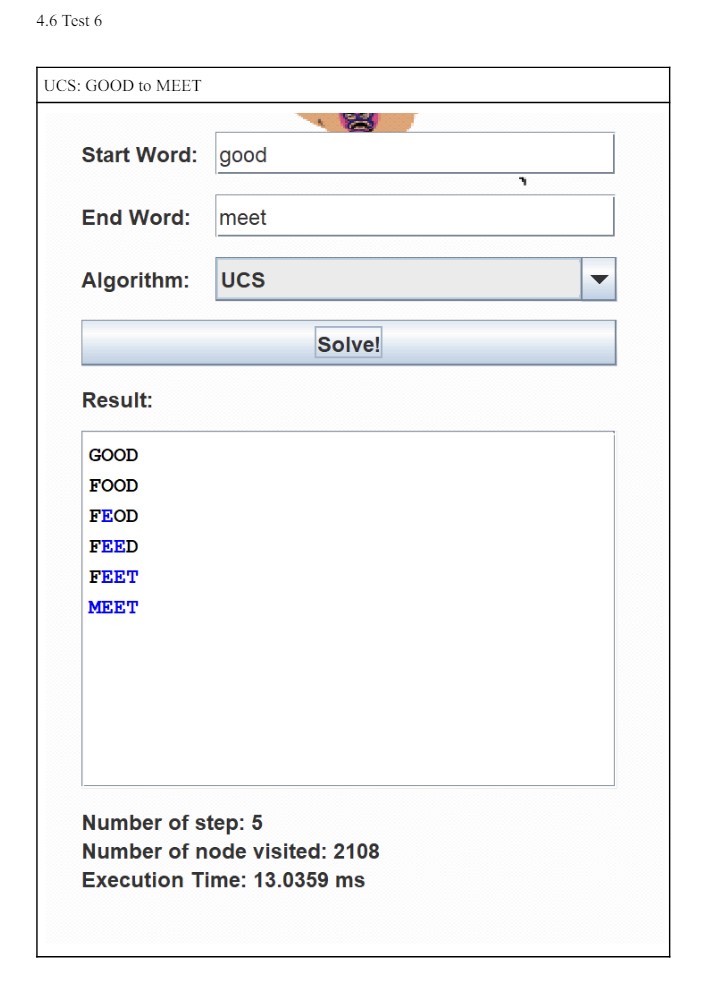 4.6 Test 6
UCS: GOOD to MEET
Start Word: good
End Word: meet
Algorithm: UCS
Solve!
Result:
GOOD
FOOD
FEOD
FEED
FEET
MEET
Number of step: 5
Number of node visited: 2108
Execution Time: 13.0359 ms